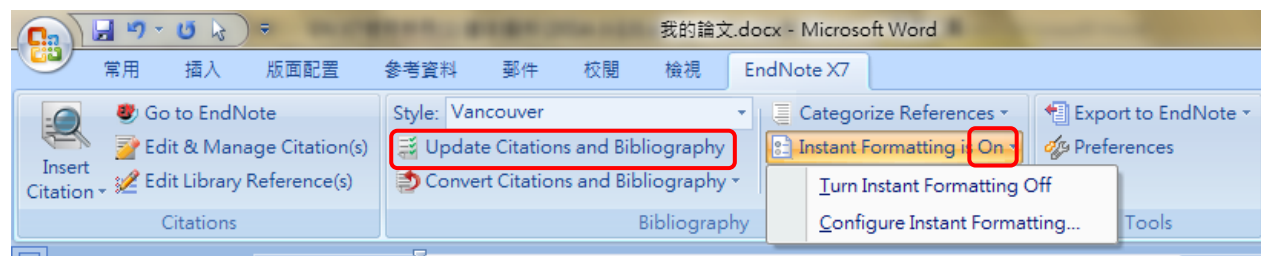 我的論文.docx - Microsoft Word
常用 插入 版面配置 參考資料 郵件 校閱 檢視 EndNote X7
Insert Citation
Go to EndNote
Edit & Manage Citation(s)
Edit Library Reference(s)
Citations
Style: Vancouver
Update Citations and Bibliography
Convert Citations and Bibliography
Bibliography
Categorize References
Instant Formatting is On
Turn Instant Formatting Off
Configure Instant Formatting...
Export to EndNote
Preferences
Tools